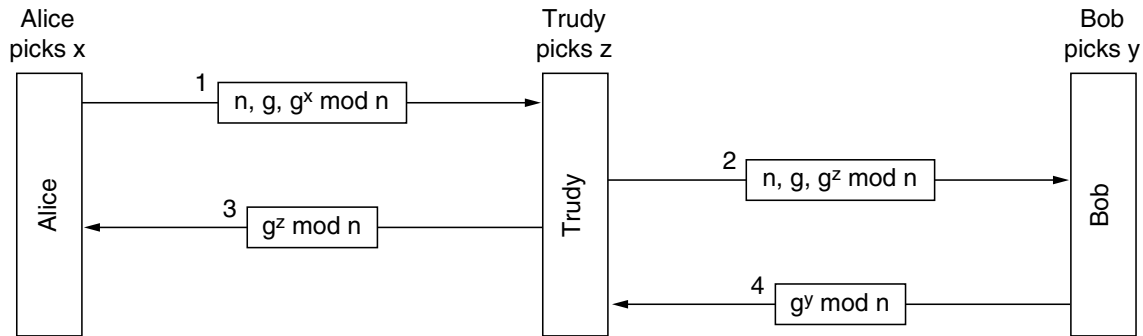 Alice
picks x
Trudy
picks z
Bob
picks y
1
n, g, gˣ mod n
2
n, g, gᶻ mod n
3
gᶻ mod n
4
gʸ mod n
Alice
Trudy
Bob